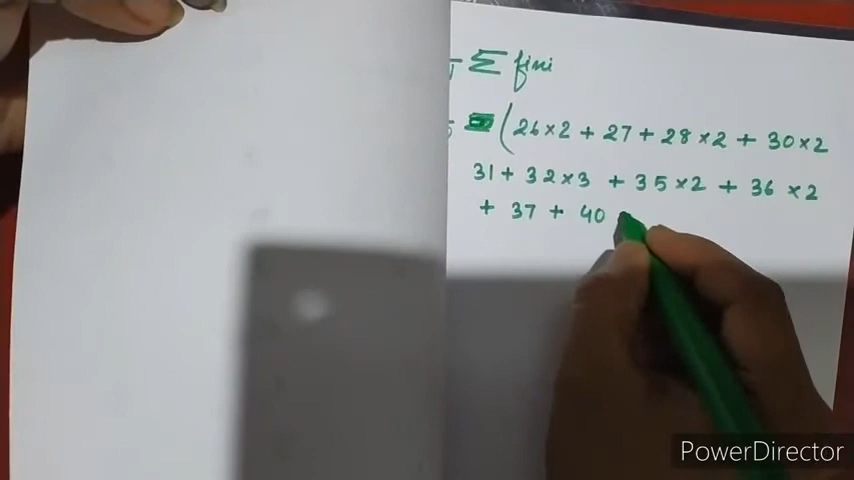 Σ fixi
= (26×2 + 27 + 28×2 + 30×2
31 + 32×3 + 35×2 + 36×2
+ 37 + 40
PowerDirector